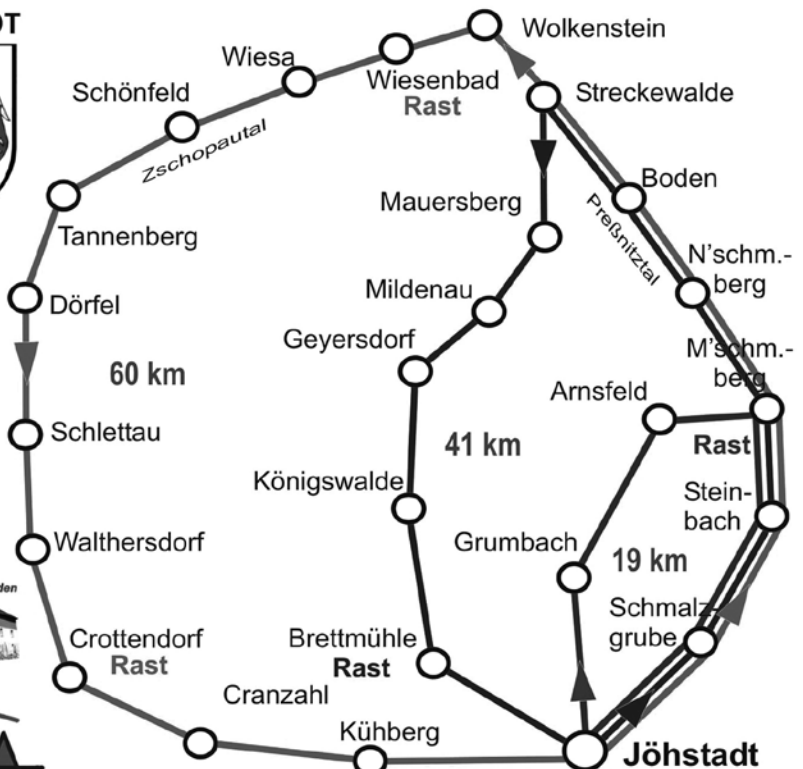 DT
Wolkenstein
Wiesa
Wiesenbad
Rast
Schönfeld
Streckewalde
Zschopautal
Boden
Mauersberg
Preßnitztal
Tannenberg
N'schm.-
berg
Mildenau
Dörfel
Geyersdorf
M'schm.-
berg
60 km
Arnsfeld
Schlettau
41 km
Rast
Königswalde
Stein-
bach
Walthersdorf
Grumbach
19 km
den
Schmalz-
grube
Crottendorf
Rast
Brettmühle
Rast
Cranzahl
Kühberg
Jöhstadt